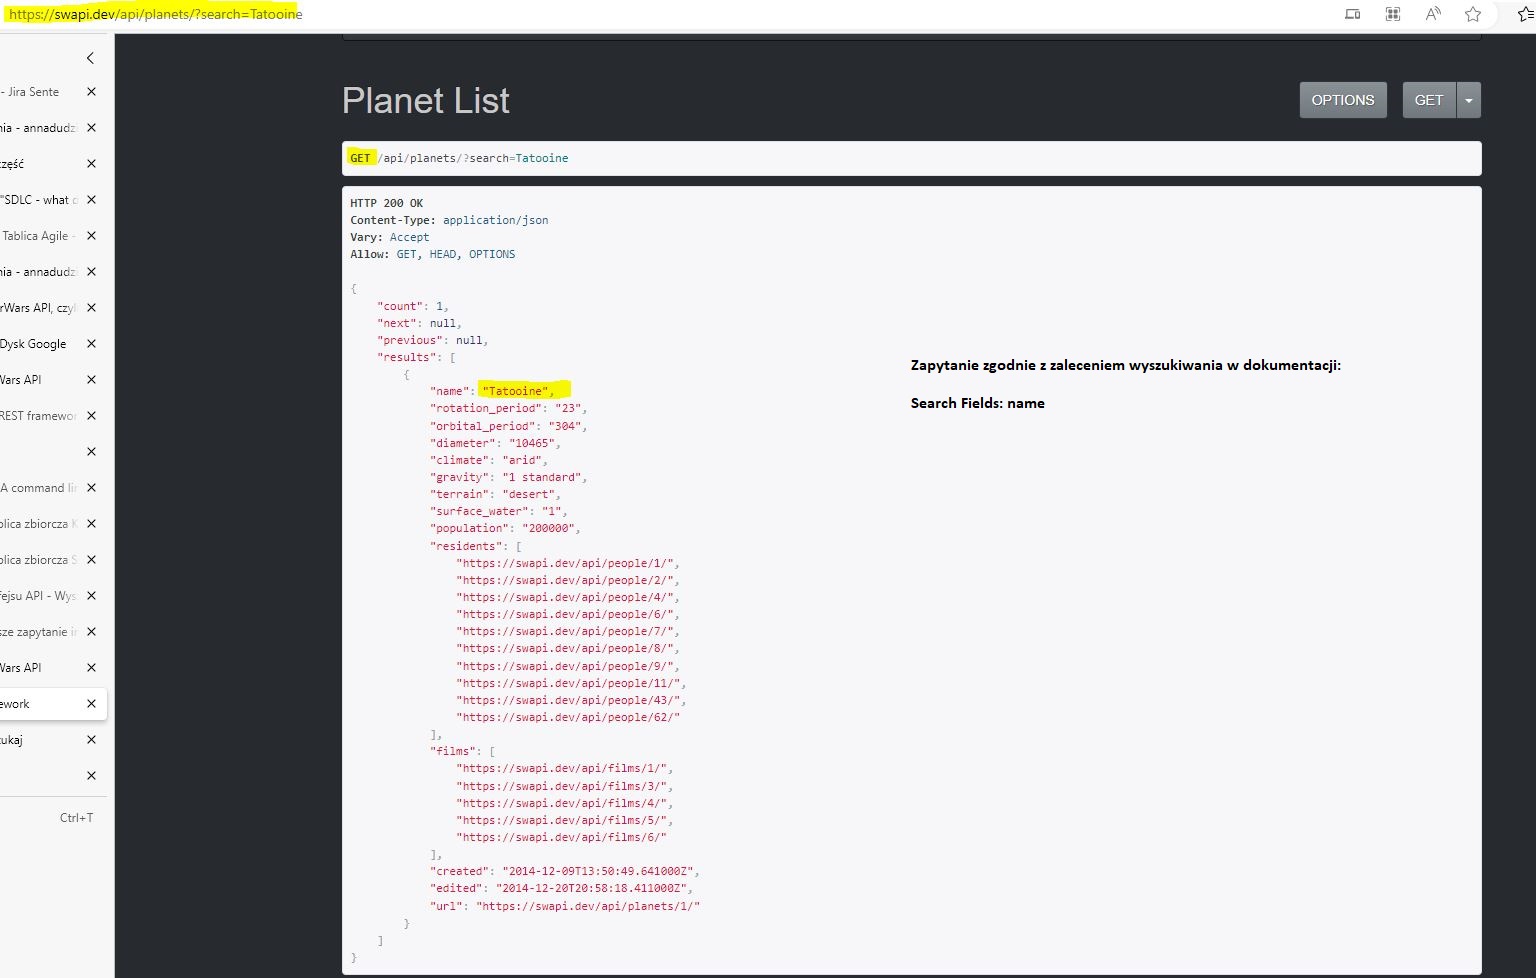 https://swapi.dev/api/planets/?search=Tatooine
- Jira Sente
nia - annadudz
część
"SDLC - what d
Tablica Agile -
nia - annadudz
rWars API, czyl
Dysk Google
Wars API
REST framewor
A command lin
blica zbiorcza K
blica zbiorcza S
fejsu API - Wys
sze zapytanie in
Wars API
ework
zukaj
Ctrl+T
Planet List
OPTIONS
GET
GET /api/planets/?search=Tatooine
HTTP 200 OK
Content-Type: application/json
Vary: Accept
Allow: GET, HEAD, OPTIONS
{
"count": 1,
"next": null,
"previous": null,
"results": [
{
"name": "Tatooine",
"rotation_period": "23",
"orbital_period": "304",
"diameter": "10465",
"climate": "arid",
"gravity": "1 standard",
"terrain": "desert",
"surface_water": "1",
"population": "200000",
"residents": [
"https://swapi.dev/api/people/1/",
"https://swapi.dev/api/people/2/",
"https://swapi.dev/api/people/4/",
"https://swapi.dev/api/people/6/",
"https://swapi.dev/api/people/7/",
"https://swapi.dev/api/people/8/",
"https://swapi.dev/api/people/9/",
"https://swapi.dev/api/people/11/",
"https://swapi.dev/api/people/43/",
"https://swapi.dev/api/people/62/"
],
"films": [
"https://swapi.dev/api/films/1/",
"https://swapi.dev/api/films/3/",
"https://swapi.dev/api/films/4/",
"https://swapi.dev/api/films/5/",
"https://swapi.dev/api/films/6/"
],
"created": "2014-12-09T13:50:49.641000Z",
"edited": "2014-12-20T20:58:18.411000Z",
"url": "https://swapi.dev/api/planets/1/"
}
]
}
Zapytanie zgodnie z zaleceniem wyszukiwania w dokumentacji:
Search Fields: name